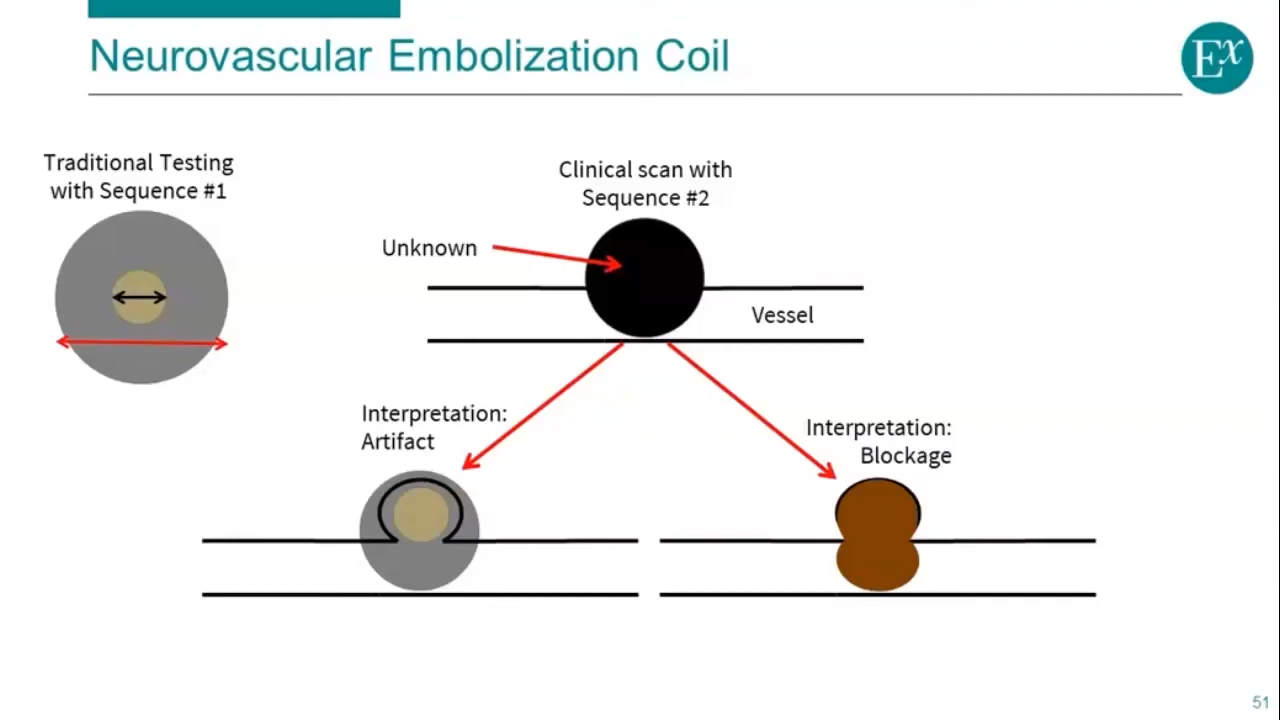 Neurovascular Embolization Coil
Ex
Traditional Testing
with Sequence #1
Clinical scan with
Sequence #2
Unknown
Vessel
Interpretation:
Artifact
Interpretation:
Blockage
51